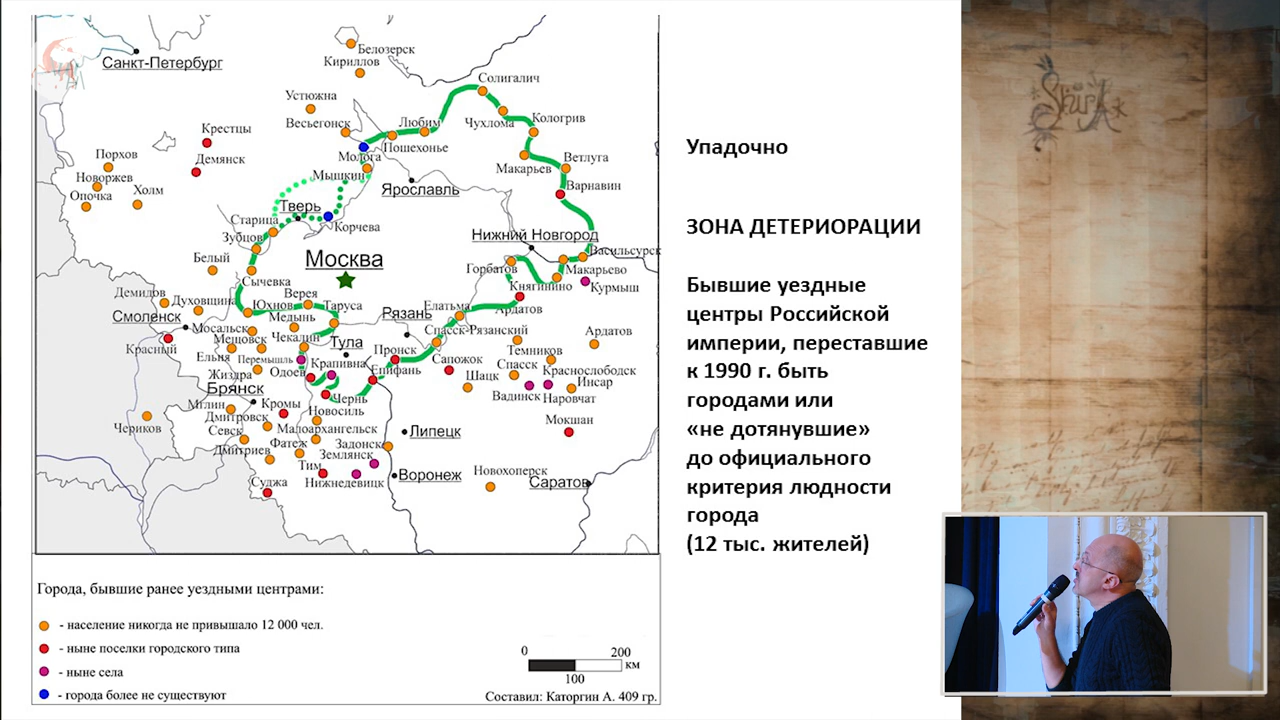 Санкт-Петербург
Белозерск
Кириллов
Солигалич
Устюжна
Весьегонск
Любим
Чухлома
Кологрив
Крестцы
Пошехонье
Молога
Демянск
Порхов
Макарьев
Ветлуга
Новоржев
Мышкин
Варнавин
Опочка
Холм
Ярославль
Тверь
Старица
Корчева
Зубцов
Нижний Новгород
Васильсурск
Белый
Москва
Горбатов
Макарьево
Сычевка
Княгинино
Курмыш
Демидов
Духовщина
Верея
Юхнов
Таруса
Елатьма
Ардатов
Смоленск
Медынь
Рязань
Мосальск
Спасск-Рязанский
Ардатов
Мещовск
Чекалин
Тула
Красный
Пронск
Темников
Ельня
Перемышль
Крапивна
Сапожок
Спасск
Жиздра
Одоев
Епифань
Шацк
Краснослободск
Брянск
Инсар
Вадинск
Наровчат
Мглин
Кромы
Чернь
Дмитровск
Новосиль
Мокшан
Чериков
Севск
Малоархангельск
Липецк
Фатеж
Задонск
Дмитриев
Землянск
Тим
Воронеж
Новохоперск
Суджа
Нижнедевицк
Саратов
Города, бывшие ранее уездными центрами:
- население никогда не привышало 12 000 чел.
- ныне поселки городского типа
- ныне села
- города более не существуют
0 200
км
100
Составил: Каторгин А. 409 гр.
Упадочно
ЗОНА ДЕТЕРИОРАЦИИ
Бывшие уездные
центры Российской
империи, переставшие
к 1990 г. быть
городами или
«не дотянувшие»
до официального
критерия людности
города
(12 тыс. жителей)